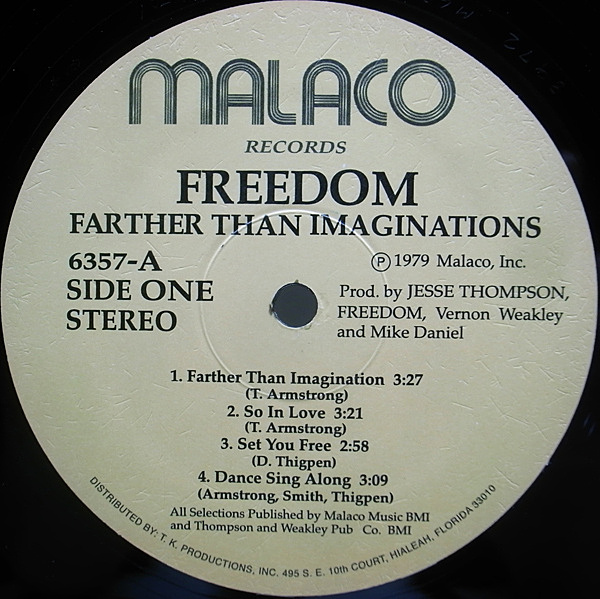 MALACO
RECORDS
FREEDOM
FARTHER THAN IMAGINATIONS
6357-A
SIDE ONE
STEREO
Ⓟ 1979 Malaco, Inc.
Prod. by JESSE THOMPSON,
FREEDOM, Vernon Weakley
and Mike Daniel
1. Farther Than Imagination 3:27
(T. Armstrong)
2. So In Love 3:21
(T. Armstrong)
3. Set You Free 2:58
(D. Thigpen)
4. Dance Sing Along 3:09
(Armstrong, Smith, Thigpen)
All Selections Published by Malaco Music BMI
and Thompson and Weakley Pub Co. BMI
DISTRIBUTED BY: T. K. PRODUCTIONS, INC. 495 S. E. 10th COURT, HIALEAH, FLORIDA 33010